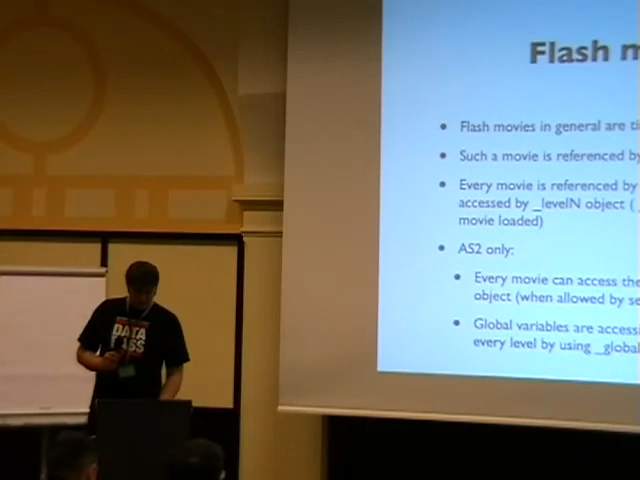 Flash m
Flash movies in general are ti
Such a movie is referenced by
Every movie is referenced by
accessed by _levelN object (
movie loaded)
AS2 only:
Every movie can access the
object (when allowed by se
Global variables are accessi
every level by using _global
DATA